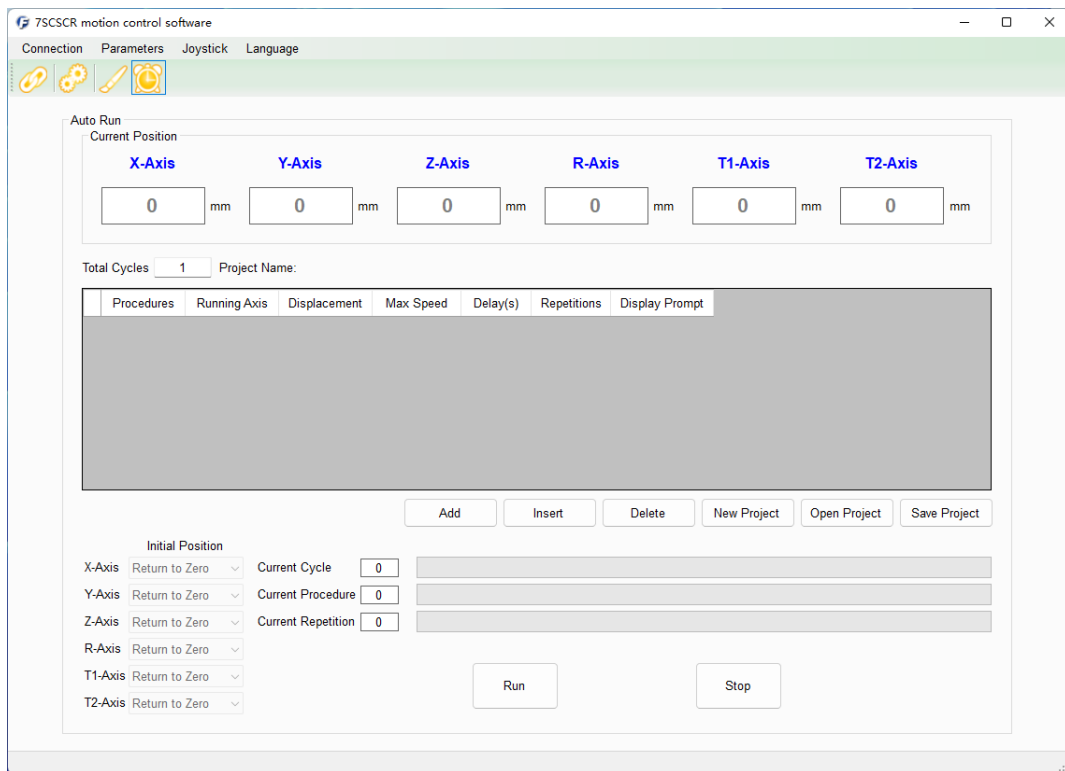 7SCSCR motion control software
Connection Parameters Joystick Language
Auto Run
Current Position
X-Axis Y-Axis Z-Axis R-Axis T1-Axis T2-Axis
0 mm 0 mm 0 mm 0 mm 0 mm 0 mm
Total Cycles 1 Project Name:
Procedures Running Axis Displacement Max Speed Delay(s) Repetitions Display Prompt
Add Insert Delete New Project Open Project Save Project
Initial Position
X-Axis Return to Zero Current Cycle 0
Y-Axis Return to Zero Current Procedure 0
Z-Axis Return to Zero Current Repetition 0
R-Axis Return to Zero
T1-Axis Return to Zero Run Stop
T2-Axis Return to Zero